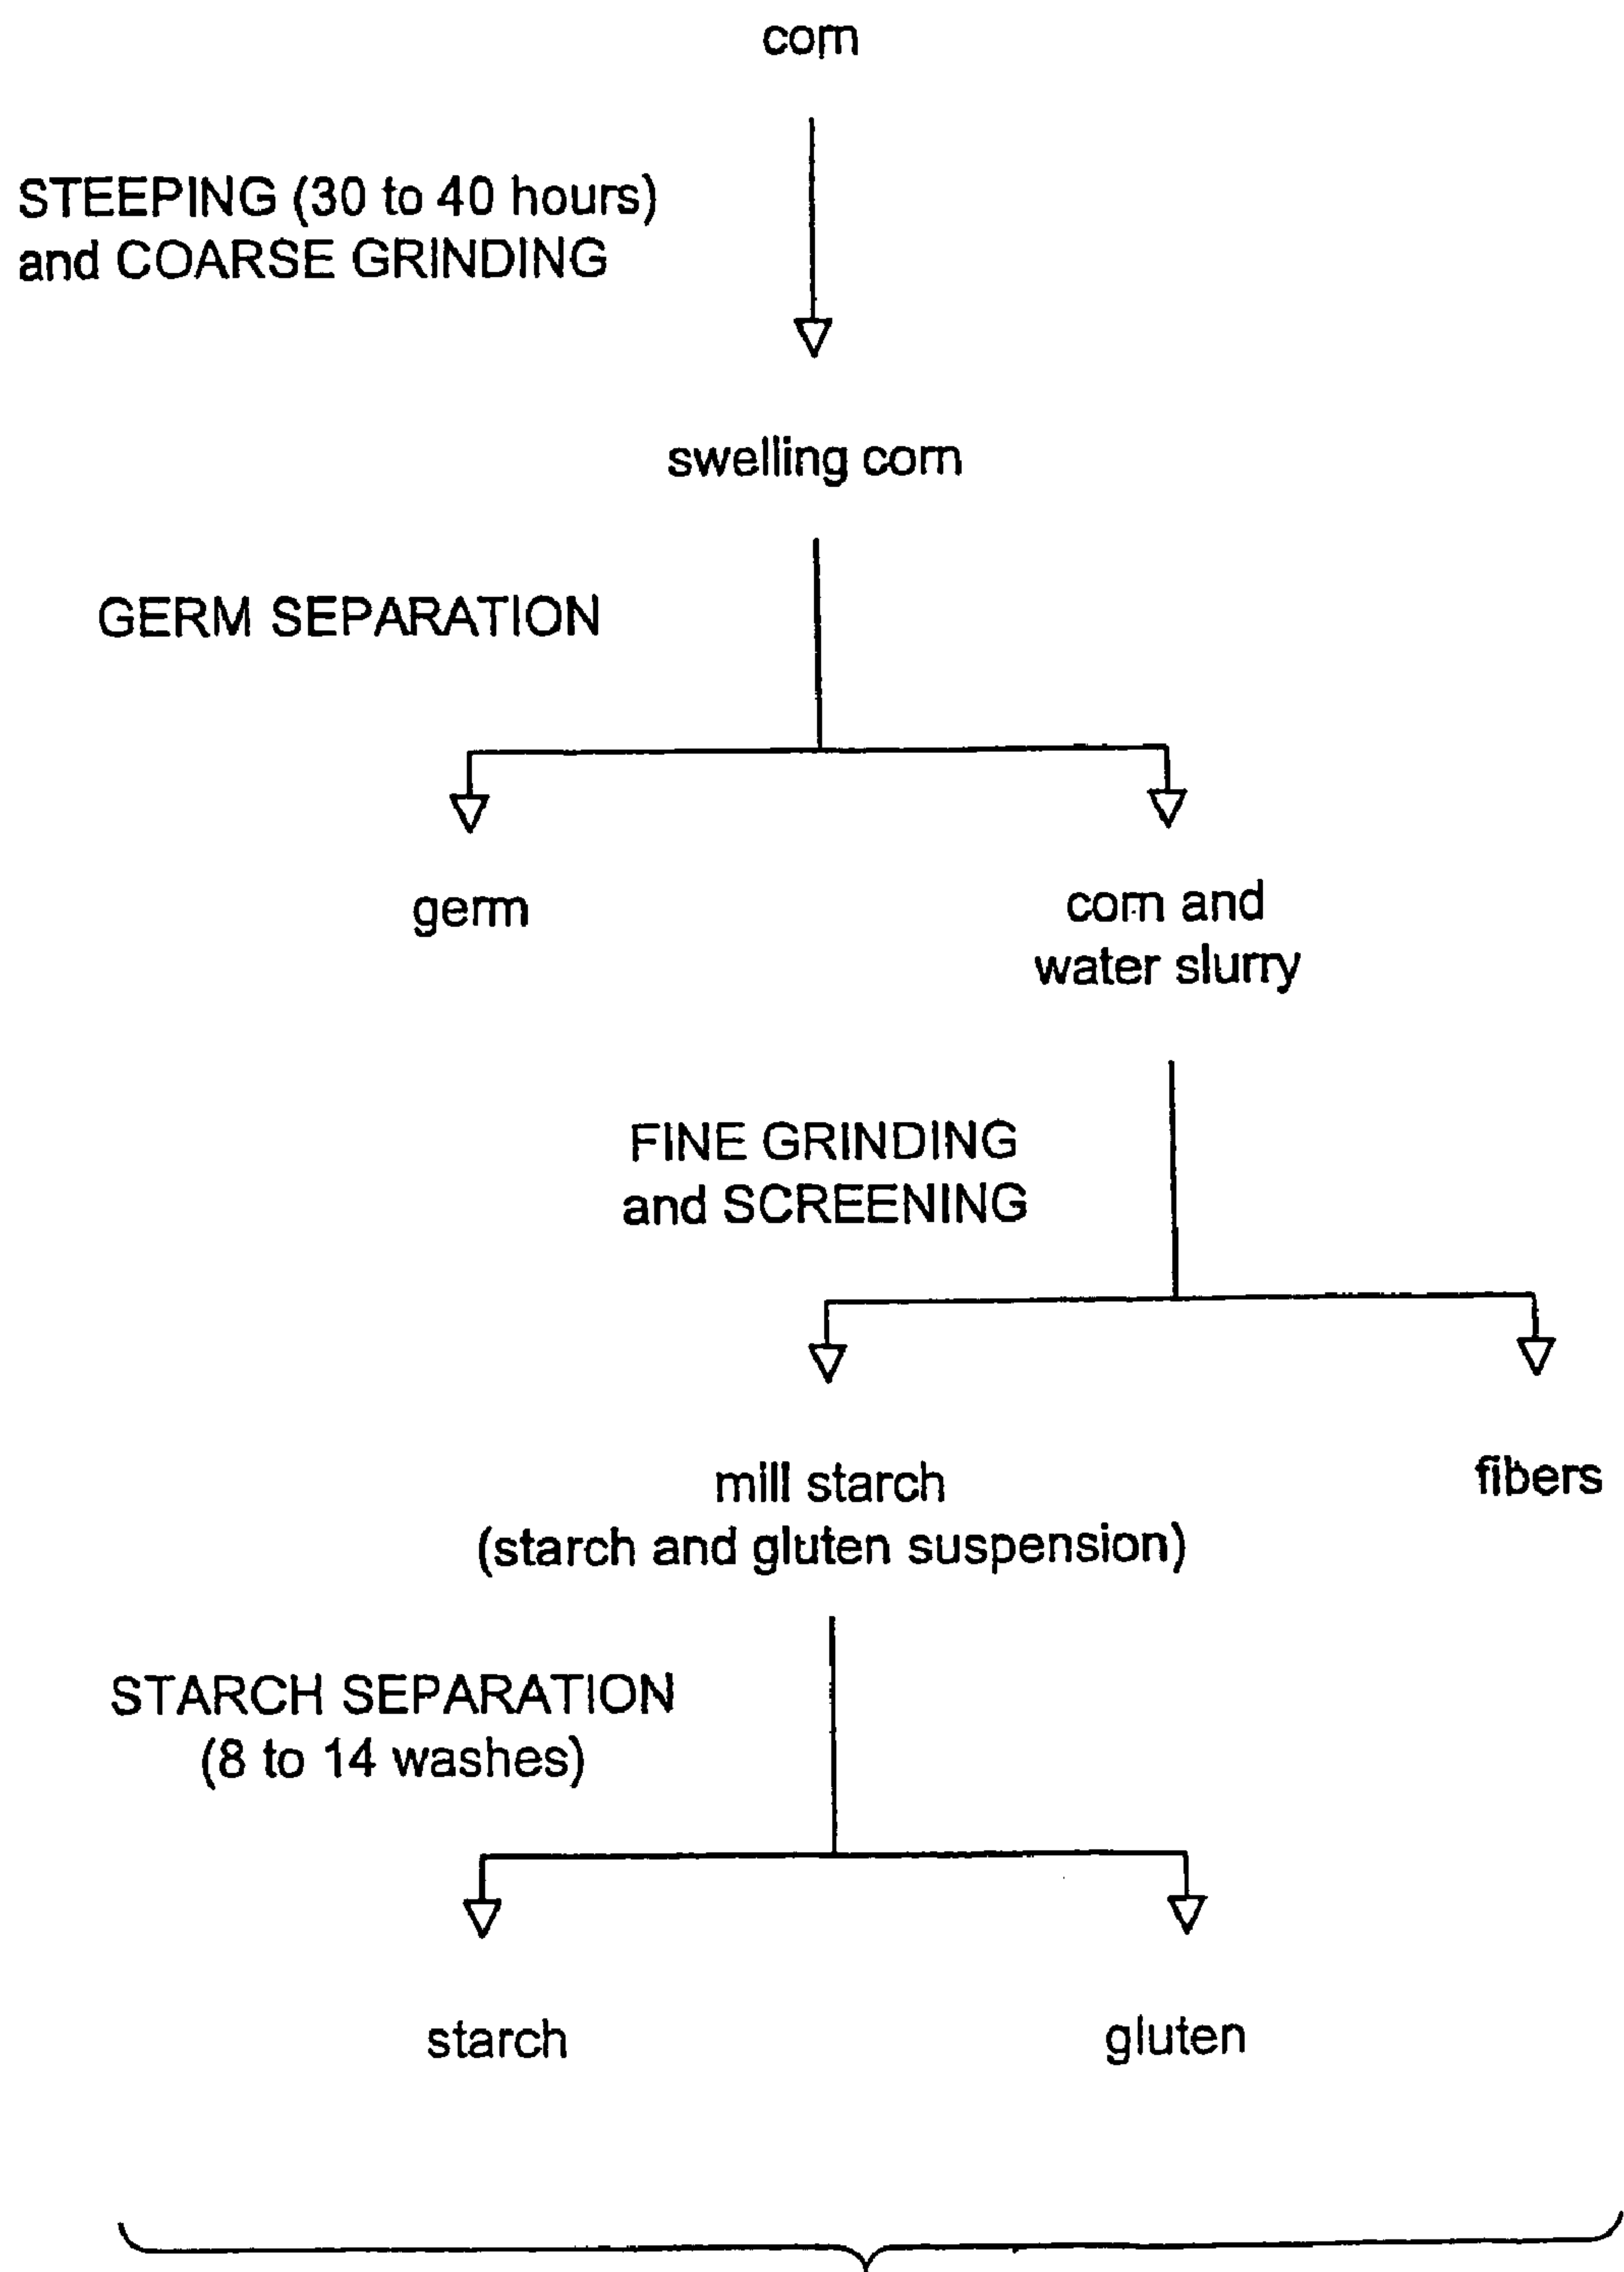 corn
STEEPING (30 to 40 hours)
and COARSE GRINDING
swelling corn
GERM SEPARATION
germ
corn and
water slurry
FINE GRINDING
and SCREENING
mill starch
(starch and gluten suspension)
fibers
STARCH SEPARATION
(8 to 14 washes)
starch
gluten